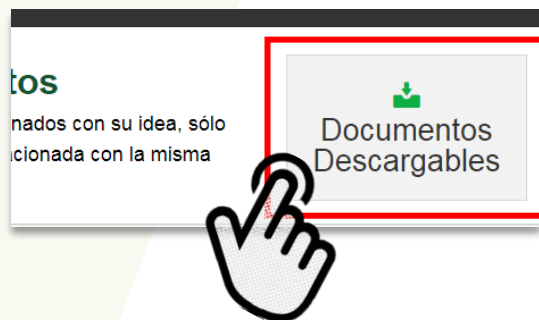 tos
nados con su idea, sólo
cionada con la misma
Documentos
Descargables